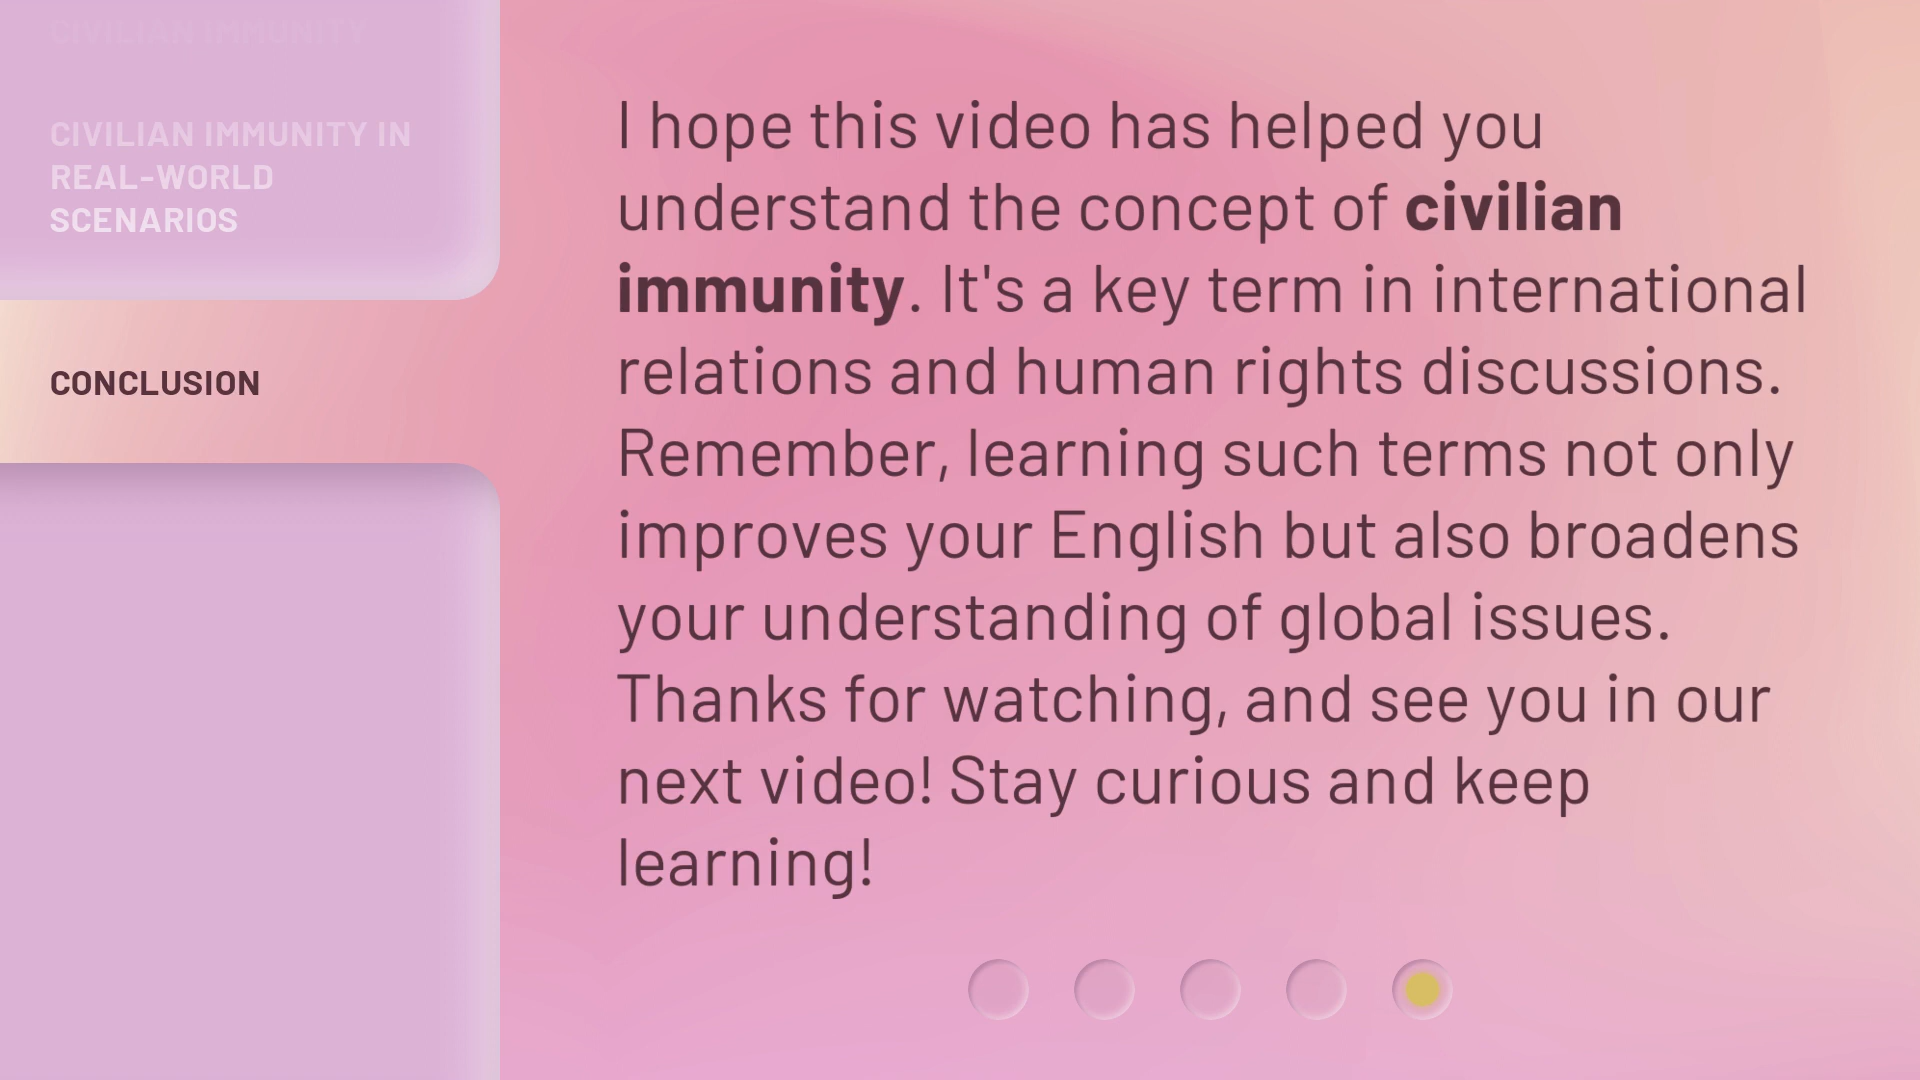 CIVILIAN IMMUNITY
CIVILIAN IMMUNITY IN
REAL-WORLD
SCENARIOS
CONCLUSION
I hope this video has helped you
understand the concept of civilian
immunity. It's a key term in international
relations and human rights discussions.
Remember, learning such terms not only
improves your English but also broadens
your understanding of global issues.
Thanks for watching, and see you in our
next video! Stay curious and keep
learning!